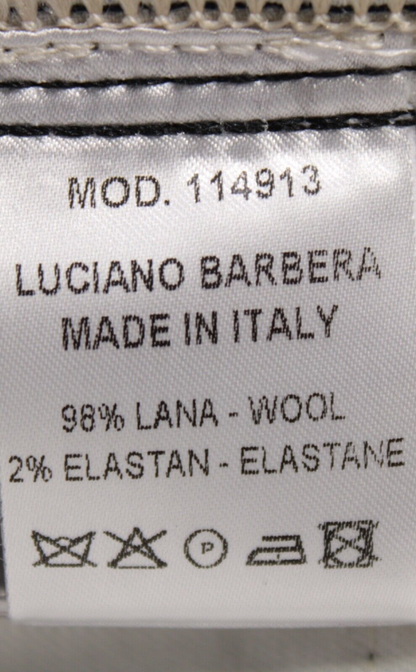 MOD. 114913
LUCIANO BARBERA
MADE IN ITALY
98% LANA - WOOL
2% ELASTAN - ELASTANE
P